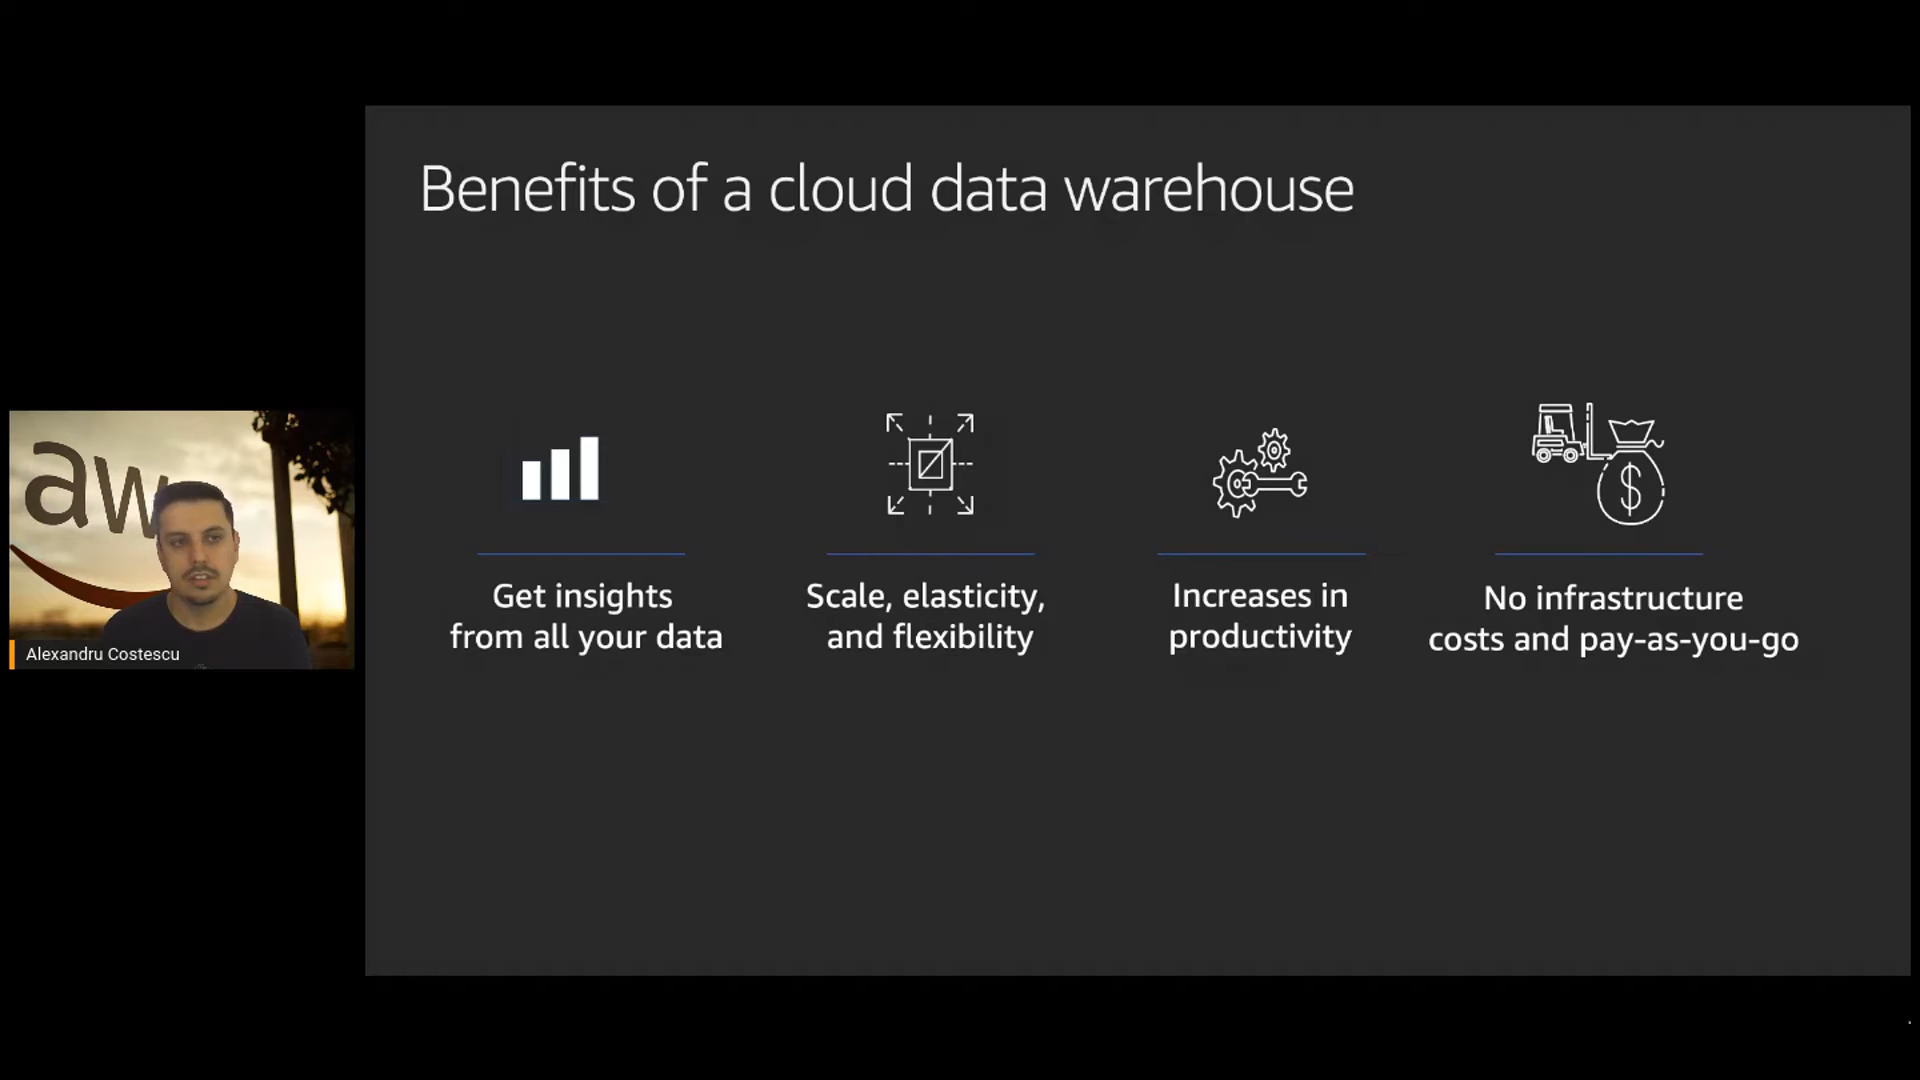 Benefits of a cloud data warehouse
Get insights
from all your data
Scale, elasticity,
and flexibility
Increases in
productivity
$
No infrastructure
costs and pay-as-you-go
aw
Alexandru Costescu